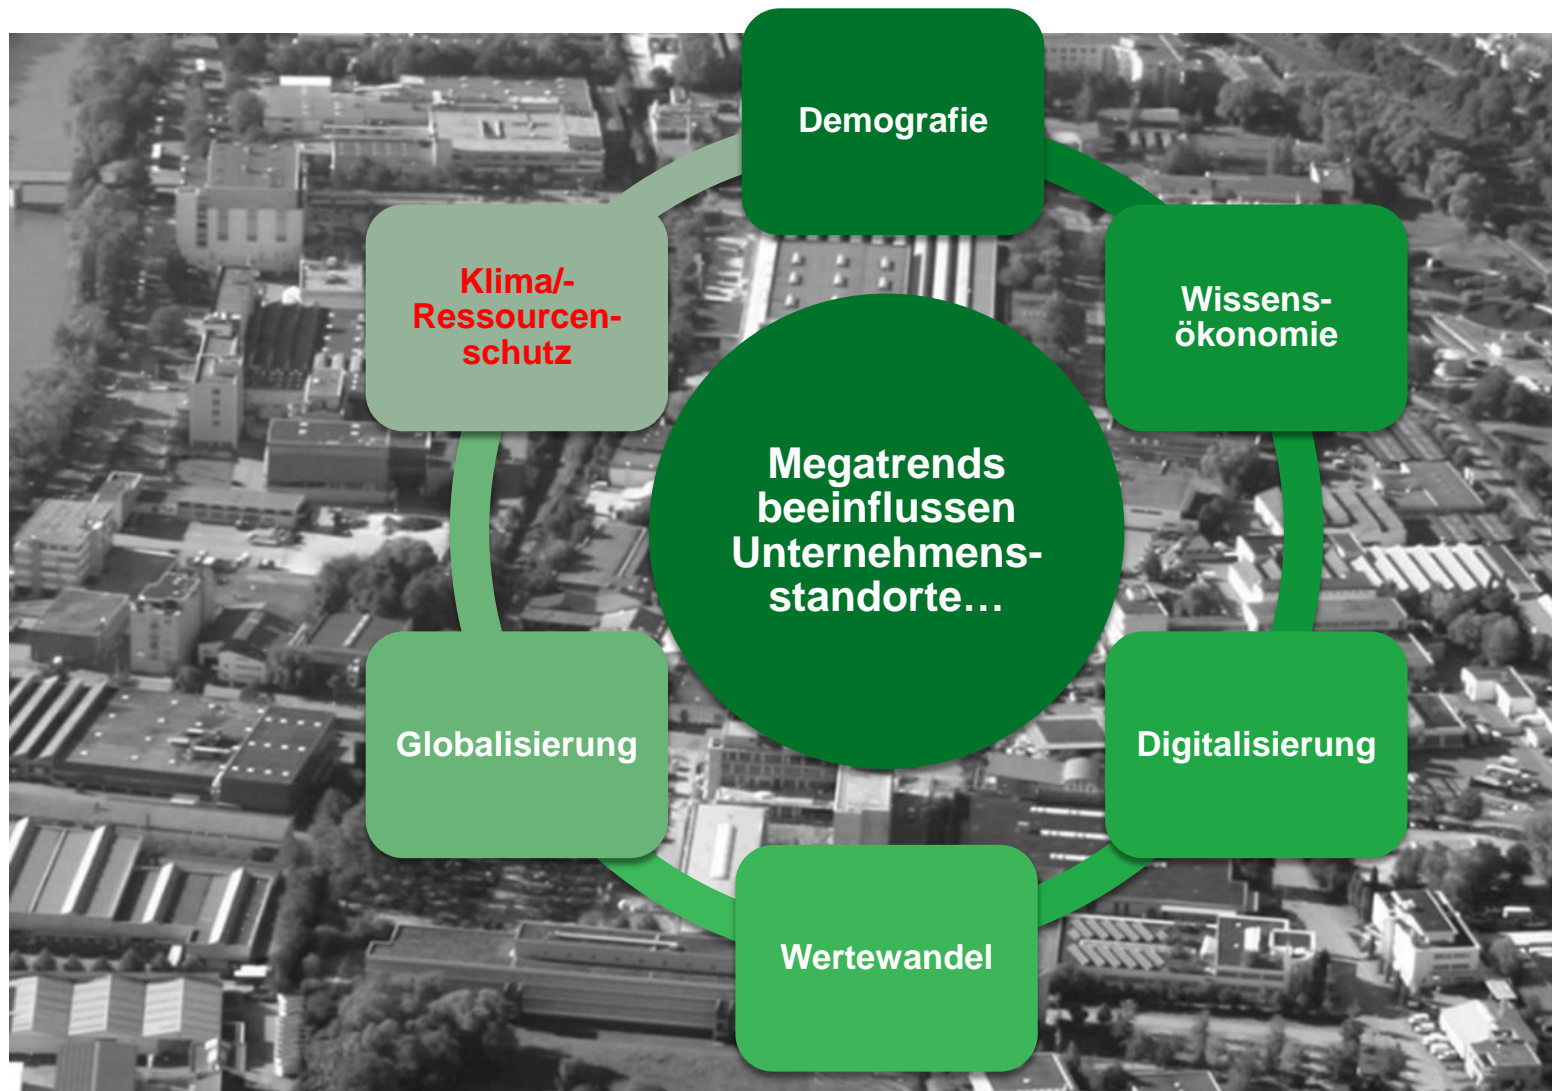 Demografie
Klima/-
Ressourcen-
schutz
Wissens-
ökonomie
Megatrends
beeinflussen
Unternehmens-
standorte…
Globalisierung
Digitalisierung
Wertewandel